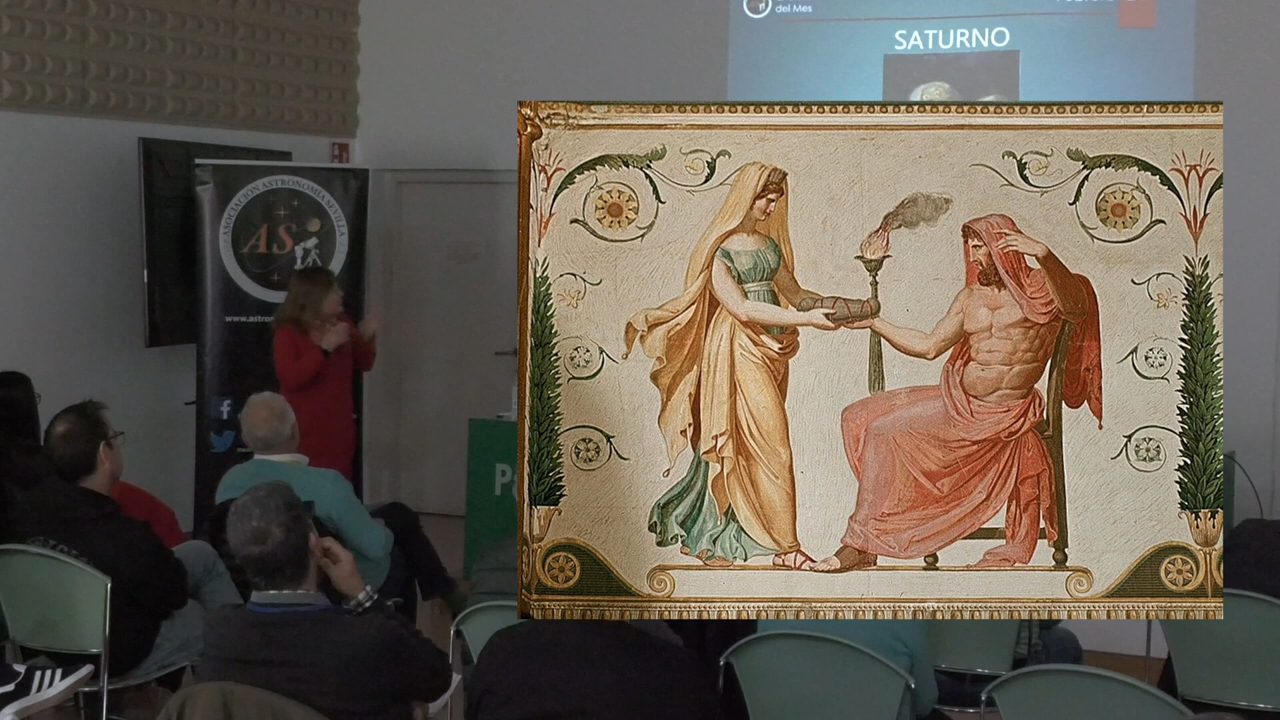 del Mes
SATURNO
ASOCIACIÓN ASTRONOMÍA SEVILLA
AS
www.astron
P